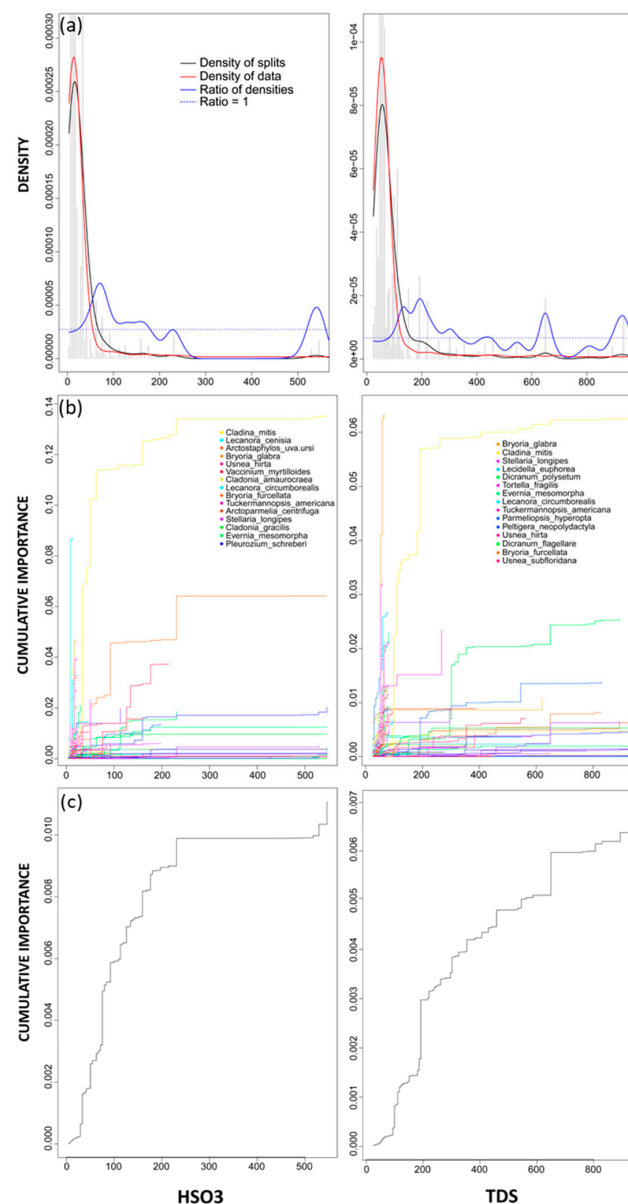 (a)
DENSITY
0.00030
0.00025
0.00020
0.00015
0.00010
0.00005
0.00000
Density of splits
Density of data
Ratio of densities
Ratio = 1
0 100 200 300 400 500
1e-04
8e-05
6e-05
4e-05
2e-05
0e+00
0 200 400 600 800
(b)
CUMULATIVE IMPORTANCE
0.14
0.12
0.10
0.08
0.06
0.04
0.02
0.00
Cladina_mitis
Lecanora_cenisia
Arctostaphylos_uva.ursi
Bryoria_glabra
Usnea_hirta
Vaccinium_myrtilloides
Cladonia_amaurocraea
Lecanora_circumborealis
Bryoria_furcellata
Tuckermannopsis_americana
Arctoparmelia_centrifuga
Stellaria_longipes
Cladonia_gracilis
Evernia_mesomorpha
Pleurozium_schreberi
0 100 200 300 400 500
0.06
0.05
0.04
0.03
0.02
0.01
0.00
Bryoria_glabra
Cladina_mitis
Stellaria_longipes
Lecidella_euphorea
Dicranum_polysetum
Tortella_fragilis
Evernia_mesomorpha
Lecanora_circumborealis
Tuckermannopsis_americana
Parmeliopsis_hyperopta
Peltigera_neopolydactyla
Usnea_hirta
Dicranum_flagellare
Bryoria_furcellata
Usnea_subfloridana
0 200 400 600 800
(c)
CUMULATIVE IMPORTANCE
0.010
0.008
0.006
0.004
0.002
0.000
0 100 200 300 400 500
HSO3
0.007
0.006
0.005
0.004
0.003
0.002
0.001
0.000
0 200 400 600 800
TDS